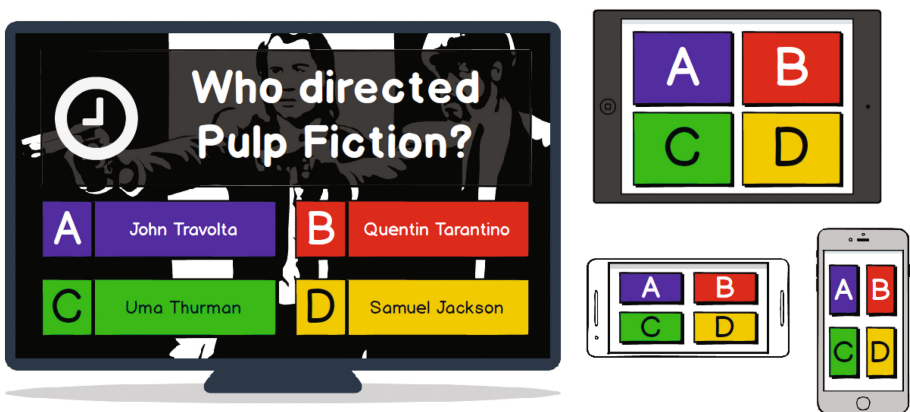 Who directed
Pulp Fiction?
A John Travolta
B Quentin Tarantino
C Uma Thurman
D Samuel Jackson
A B
C D
A B
C D
A B
C D